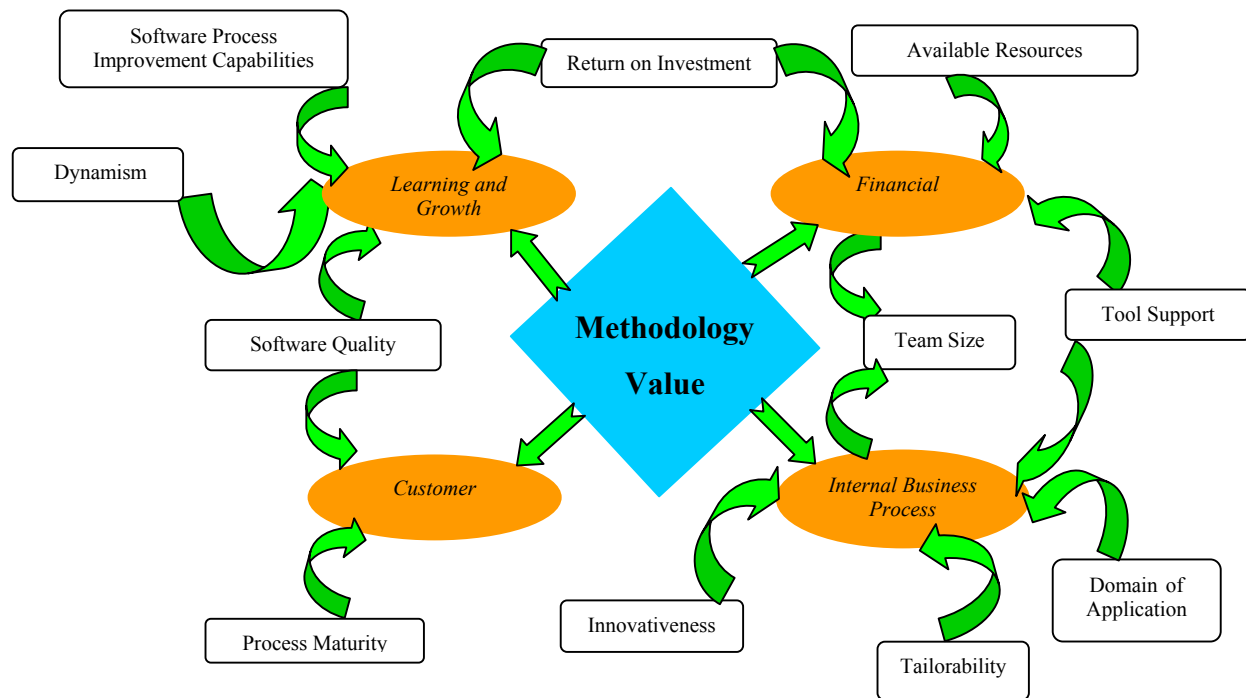 Software Process
Improvement Capabilities
Return on Investment
Available Resources
Dynamism
Learning and
Growth
Financial
Methodology
Value
Software Quality
Team Size
Tool Support
Customer
Internal Business
Process
Process Maturity
Innovativeness
Tailorability
Domain of
Application